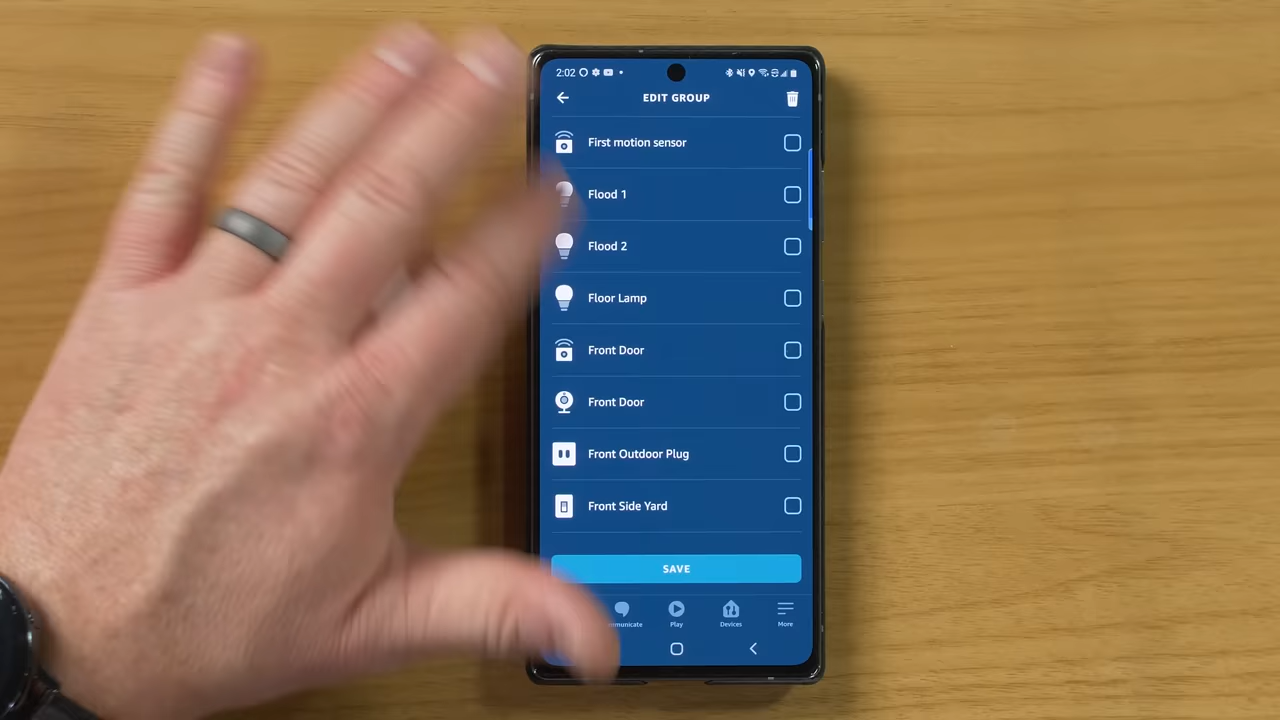 2:02
EDIT GROUP
First motion sensor
Flood 1
Flood 2
Floor Lamp
Front Door
Front Door
Front Outdoor Plug
Front Side Yard
SAVE
Play Devices More